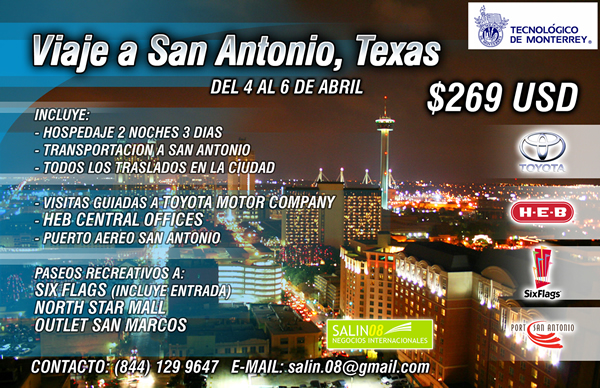 TECNOLÓGICO
DE MONTERREY®
Viaje a San Antonio, Texas
DEL 4 AL 6 DE ABRIL
$269 USD
INCLUYE:
- HOSPEDAJE 2 NOCHES 3 DIAS
- TRANSPORTACION A SAN ANTONIO
- TODOS LOS TRASLADOS EN LA CIUDAD
TOYOTA
- VISITAS GUIADAS A TOYOTA MOTOR COMPANY
- HEB CENTRAL OFFICES
- PUERTO AEREO SAN ANTONIO
H·E·B
PASEOS RECREATIVOS A:
SIX FLAGS (INCLUYE ENTRADA)
NORTH STAR MALL
OUTLET SAN MARCOS
SixFlags
SALIN08
NEGOCIOS INTERNACIONALES
PORT SAN ANTONIO
CONTACTO: (844) 129 9647 E-MAIL: salin.08@gmail.com